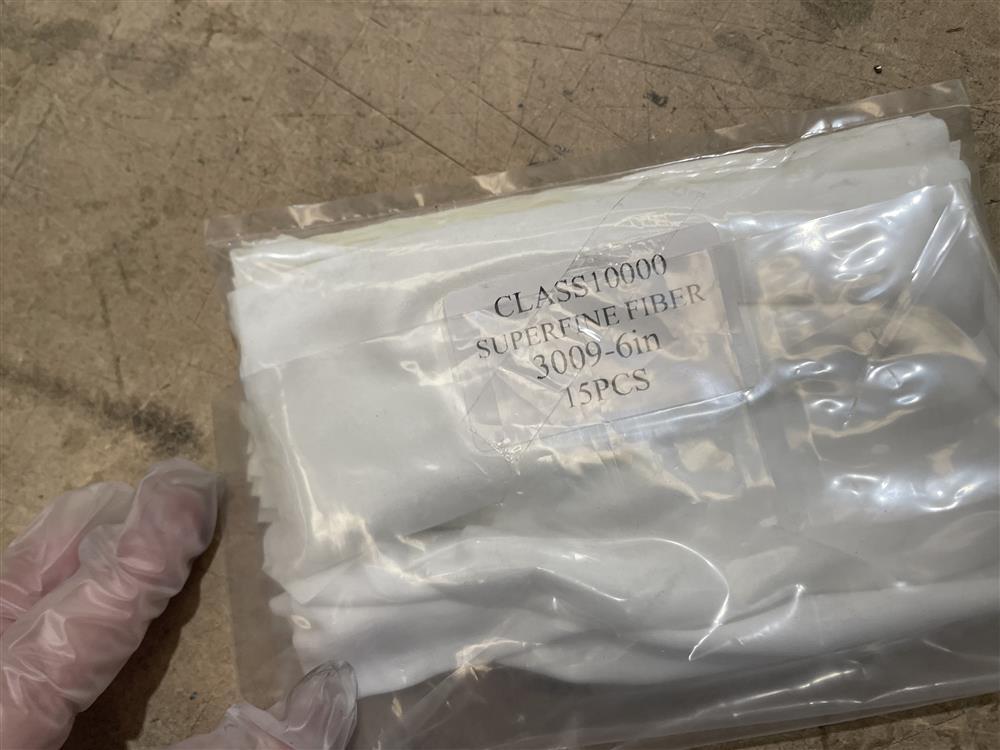 CLASS10000
SUPERFINE FIBER
3009-6in
15PCS